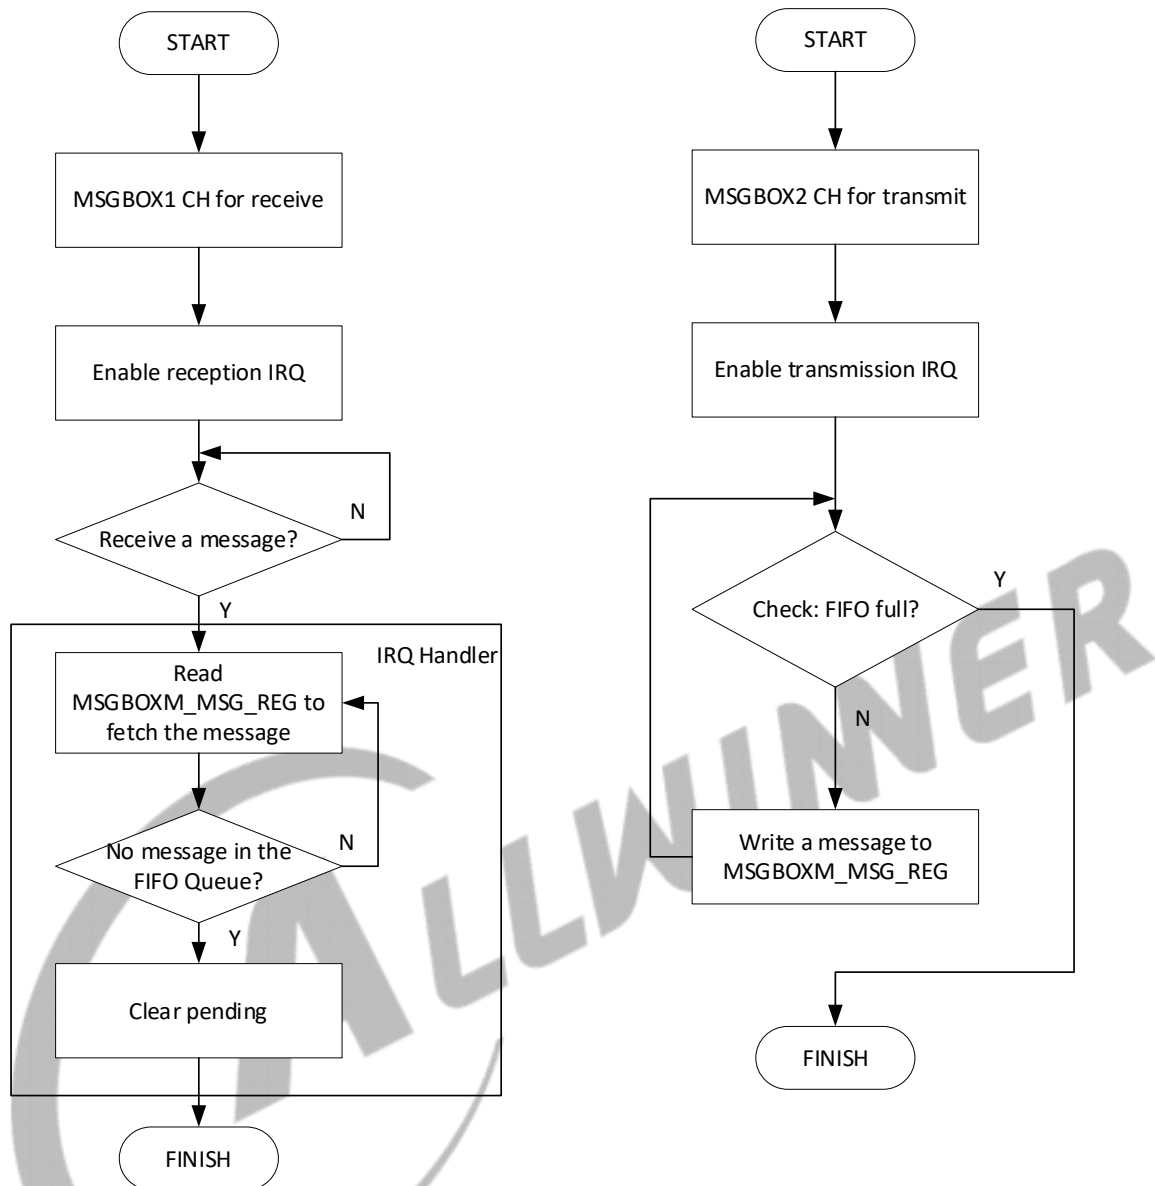 START
MSGBOX1 CH for receive
Enable reception IRQ
N
Receive a message?
Y
IRQ Handler
Read
MSGBOXM_MSG_REG to
fetch the message
N
No message in the
FIFO Queue?
Y
Clear pending
FINISH
START
MSGBOX2 CH for transmit
Enable transmission IRQ
Y
Check: FIFO full?
N
Write a message to
MSGBOXM_MSG_REG
FINISH
ALLWINNER